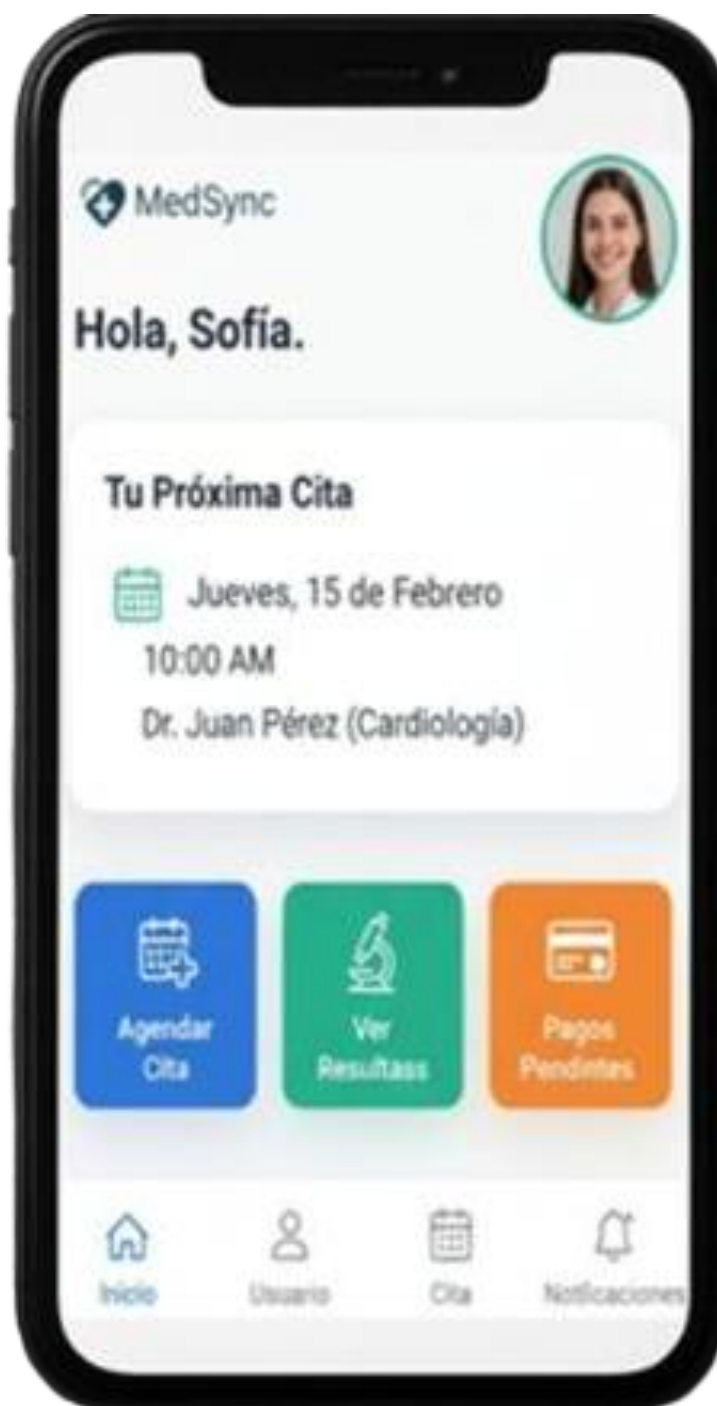 MedSync
Hola, Sofía.
Tu Próxima Cita
Jueves, 15 de Febrero
10:00 AM
Dr. Juan Pérez (Cardiología)
Agendar
Cita
Ver
Resultass
Pagos
Pendintes
Inicio
Usuario
Cita
Noticaciones